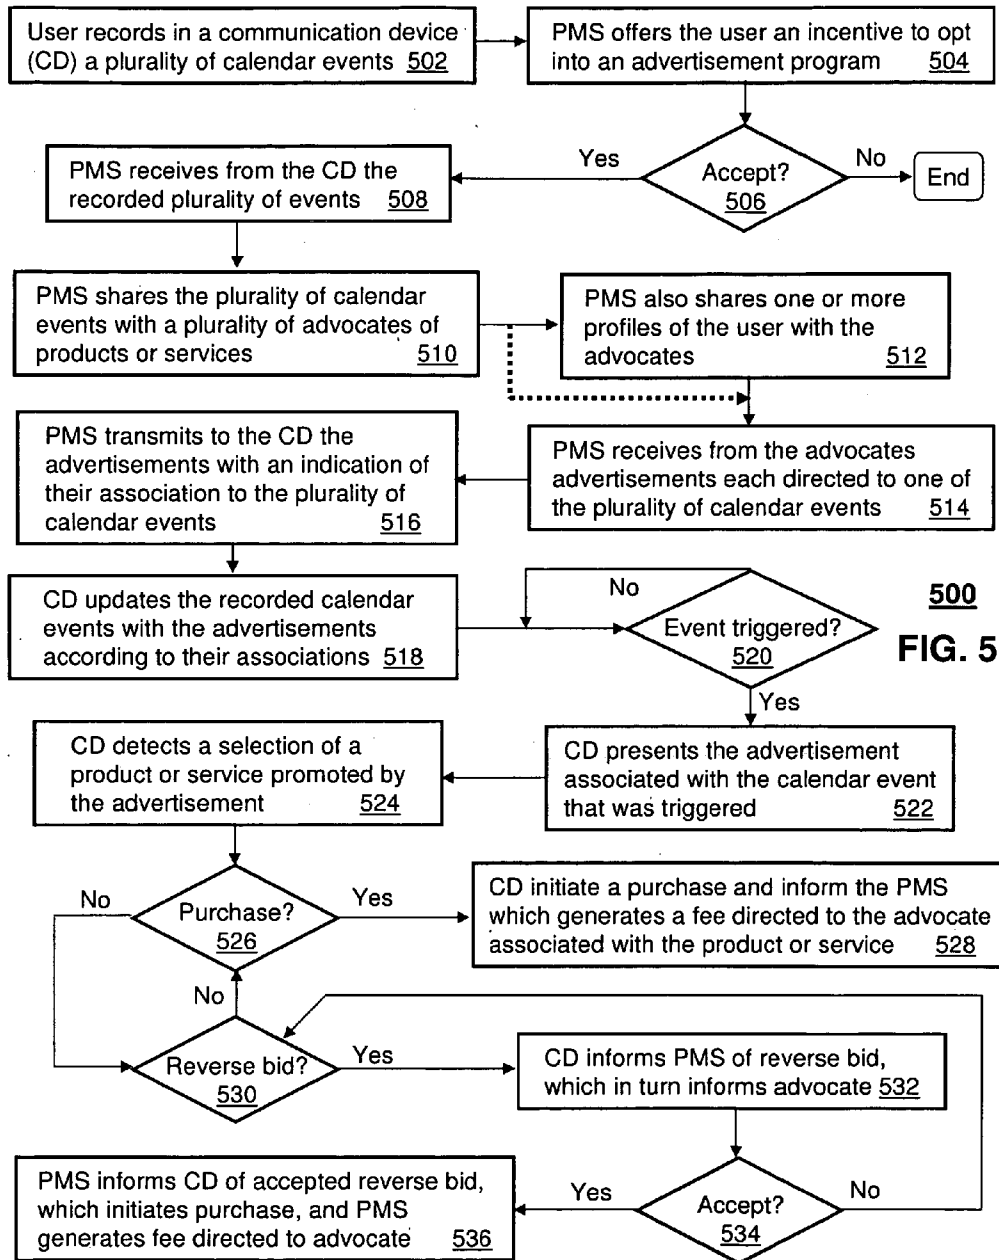 User records in a communication device
(CD) a plurality of calendar events 502
PMS offers the user an incentive to opt
into an advertisement program 504
Accept?
506
Yes
No
End
PMS receives from the CD the
recorded plurality of events 508
PMS shares the plurality of calendar
events with a plurality of advocates of
products or services 510
PMS also shares one or more
profiles of the user with the
advocates 512
PMS receives from the advocates
advertisements each directed to one of
the plurality of calendar events 514
PMS transmits to the CD the
advertisements with an indication of
their association to the plurality of
calendar events 516
CD updates the recorded calendar
events with the advertisements
according to their associations 518
No
Event triggered?
520
Yes
500
FIG. 5
CD presents the advertisement
associated with the calendar event
that was triggered 522
CD detects a selection of a
product or service promoted by
the advertisement 524
No
Purchase?
526
Yes
CD initiate a purchase and inform the PMS
which generates a fee directed to the advocate
associated with the product or service 528
No
Reverse bid?
530
Yes
CD informs PMS of reverse bid,
which in turn informs advocate 532
Accept?
534
Yes
No
PMS informs CD of accepted reverse bid,
which initiates purchase, and PMS
generates fee directed to advocate 536